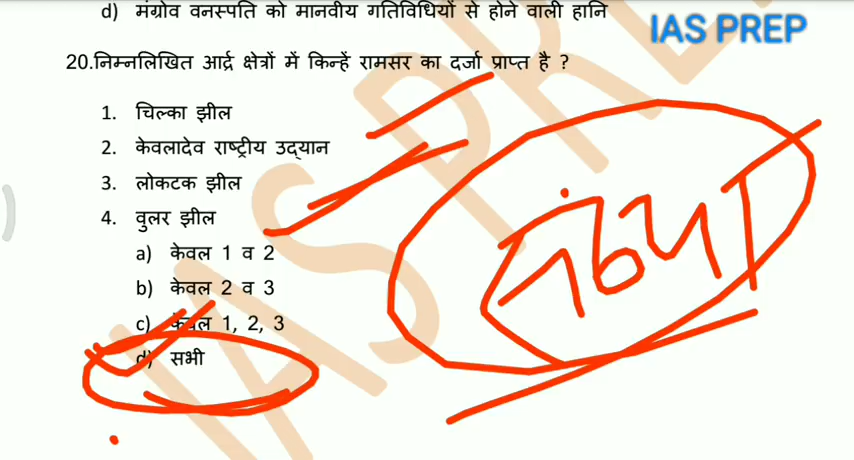 d) मंग्रोव वनस्पति को मानवीय गतिविधियों से होने वाली हानि
IAS PREP
20.निम्नलिखित आर्द्र क्षेत्रों में किन्हें रामसर का दर्जा प्राप्त है ?
1. चिल्का झील
2. केवलादेव राष्ट्रीय उद्यान
3. लोकटक झील
4. वुलर झील
a) केवल 1 व 2
b) केवल 2 व 3
c) केवल 1, 2, 3
d) सभी